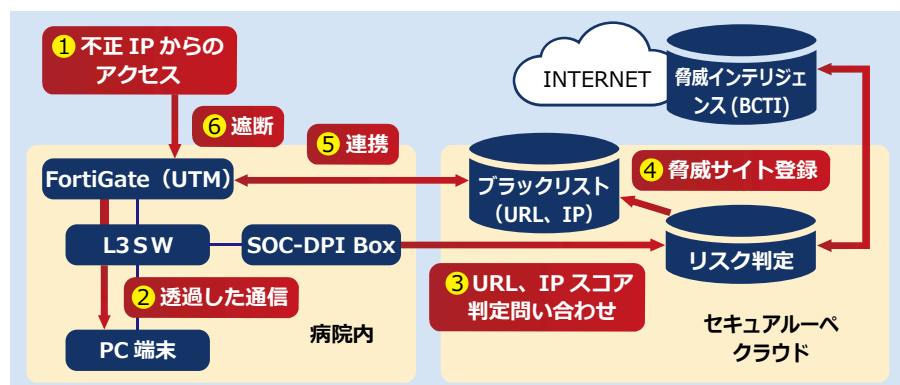 ① 不正 IP からの
アクセス
INTERNET
脅威インテリジェ
ンス (BCTI)
⑥ 遮断
⑤ 連携
FortiGate（UTM）
ブラックリスト
（URL、IP）
④ 脅威サイト登録
L3SW
SOC-DPI Box
リスク判定
② 透過した通信
③ URL、IP スコア
判定問い合わせ
PC 端末
病院内
セキュアルーペ
クラウド